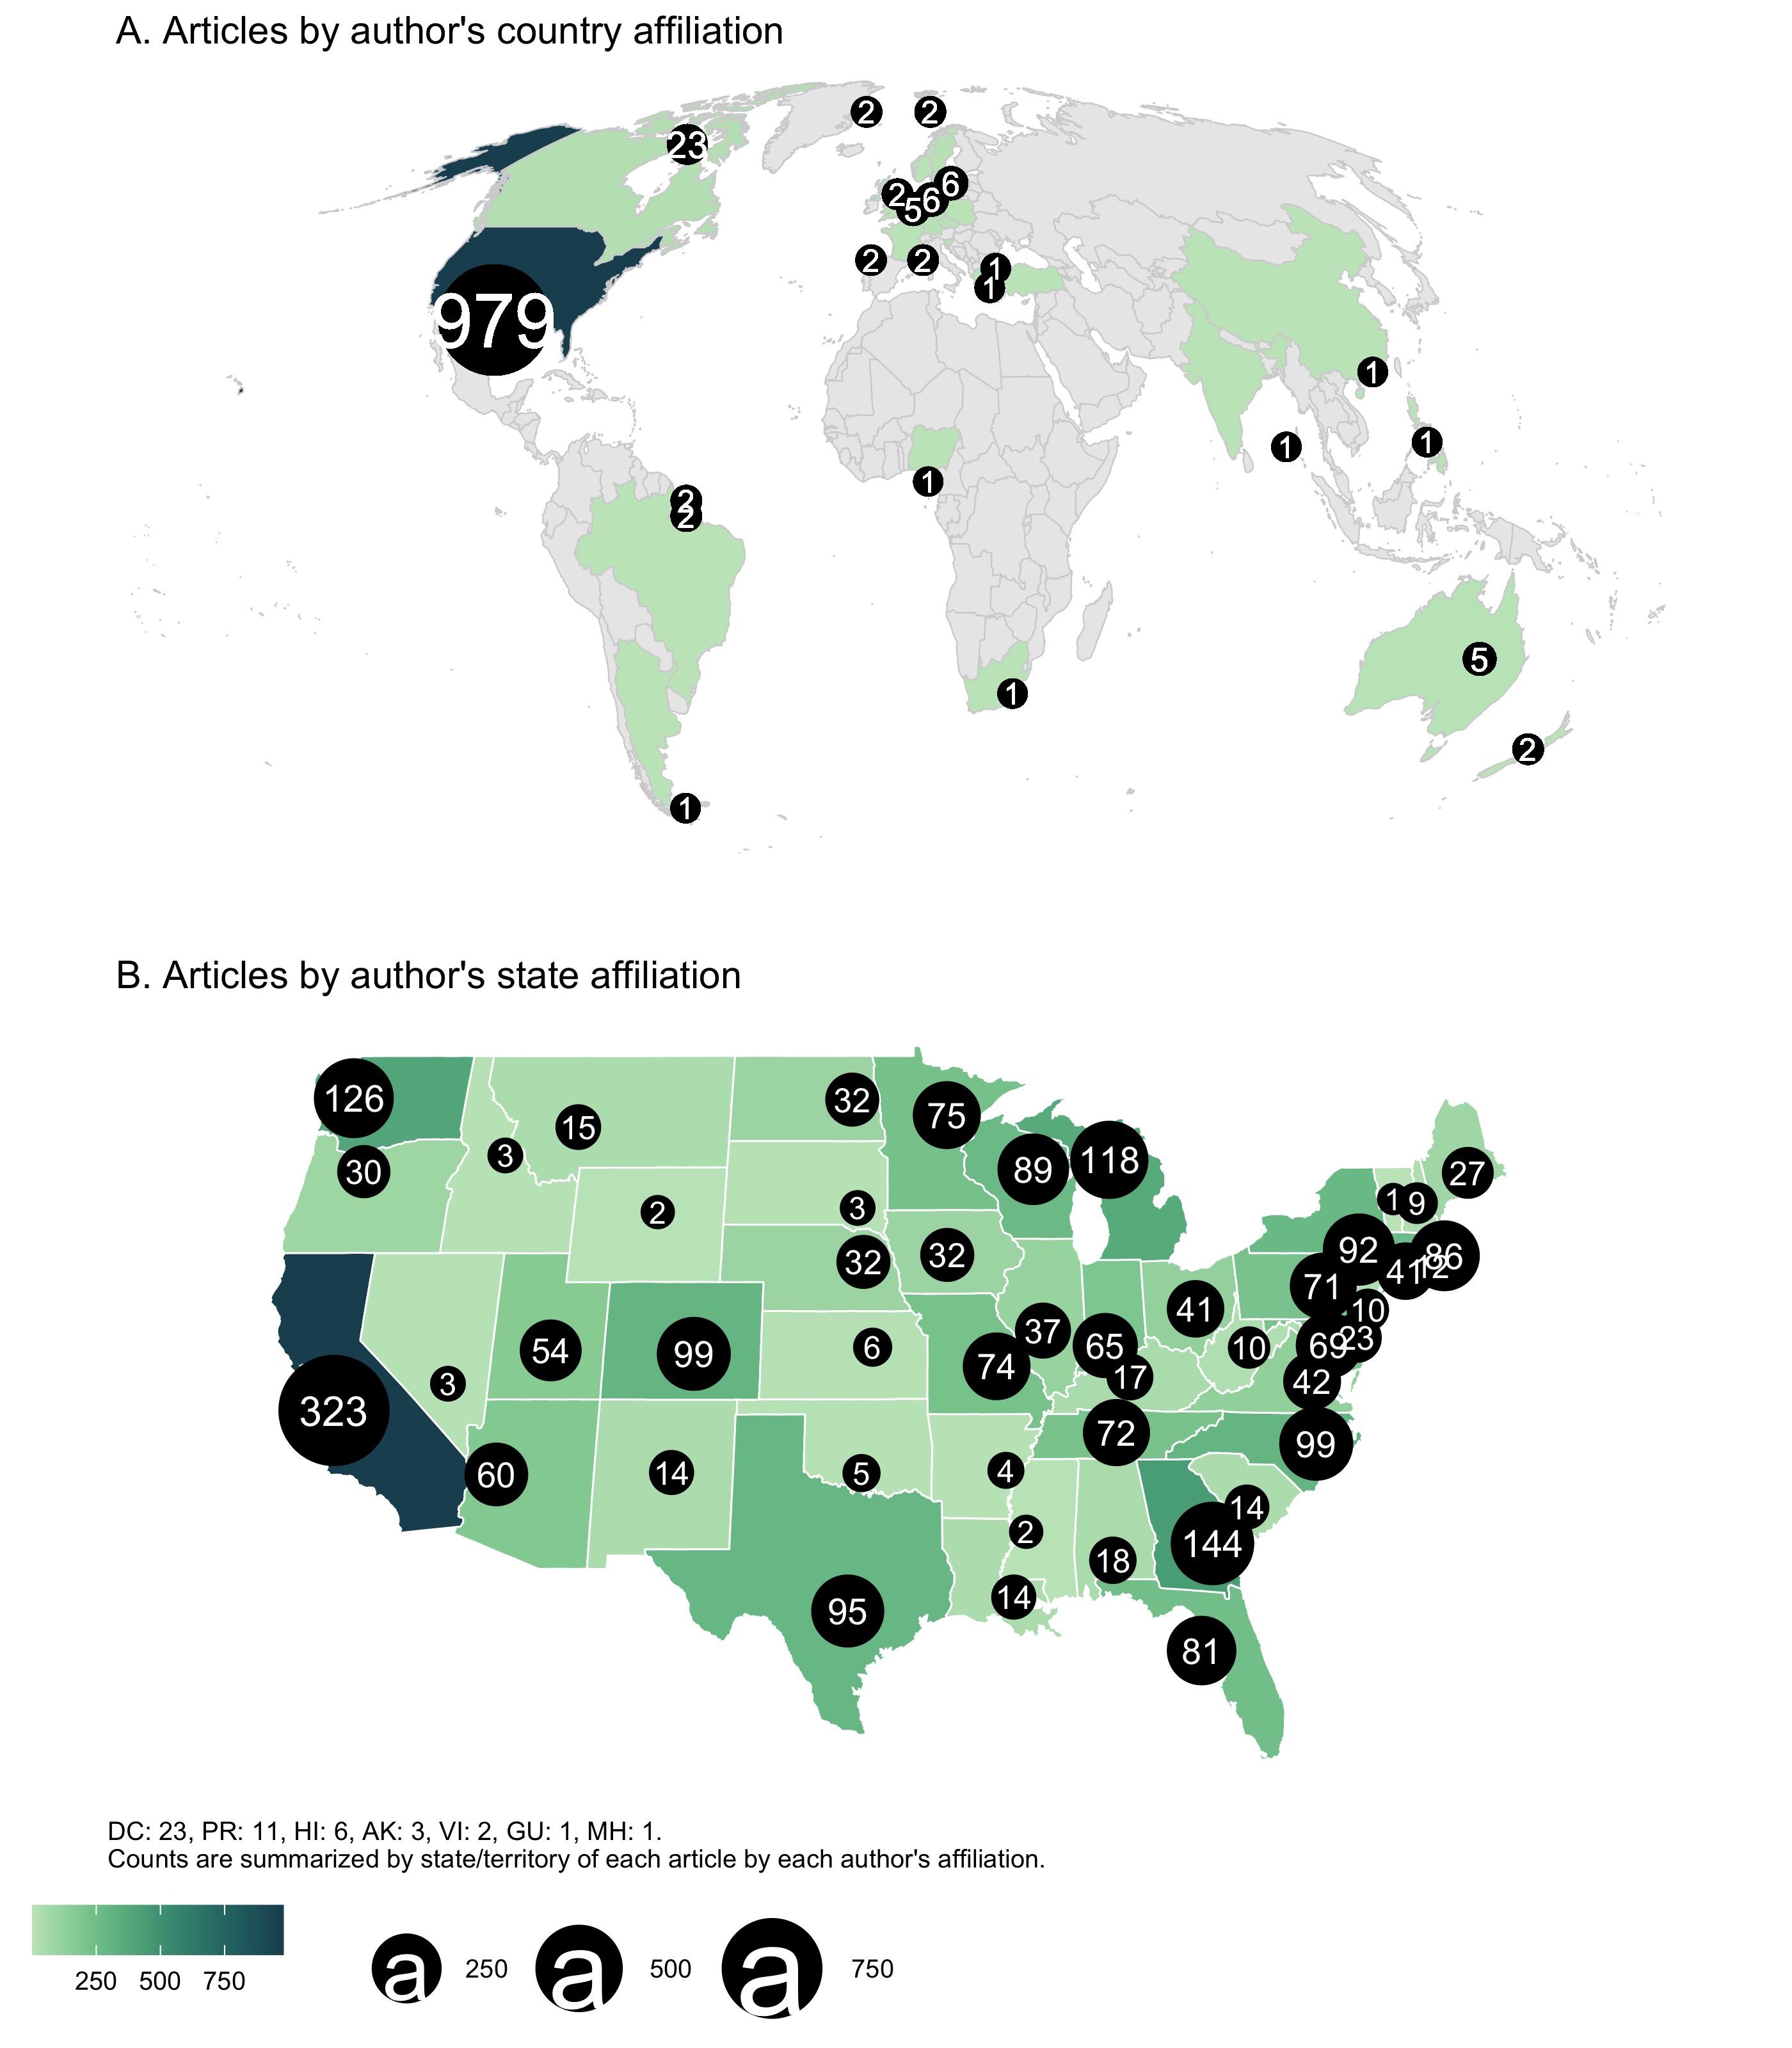 A. Articles by author's country affiliation
2 2
23
6
2 6
5
2 2
1
979
1
1
1 1
2
1
2
5
1
2
1
B. Articles by author's state affiliation
126 32 75
15
3 89 118
30 27
2 3 1 9
32 32 92 86
41 12
71
41 10
54 99 6 37 65 10 69 23
74 17
323 3 42
72 99
60 14 5 4
14
2 144
18
14
95
81
DC: 23, PR: 11, HI: 6, AK: 3, VI: 2, GU: 1, MH: 1.
Counts are summarized by state/territory of each article by each author's affiliation.
250 500 750
a 250 a 500 a 750